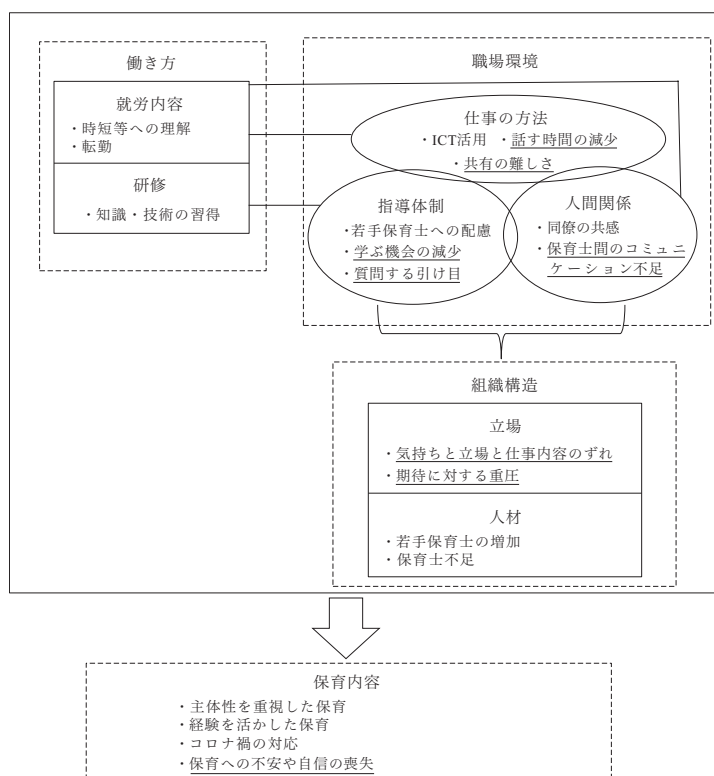 働き方
就労内容
・時短等への理解
・転勤
研修
・知識・技術の習得
職場環境
仕事の方法
・ICT活用 ・話す時間の減少
・共有の難しさ
指導体制
・若手保育士への配慮
・学ぶ機会の減少
・質問する引け目
人間関係
・同僚の共感
・保育士間のコミュニ
ケーション不足
組織構造
立場
・気持ちと立場と仕事内容のずれ
・期待に対する重圧
人材
・若手保育士の増加
・保育士不足
保育内容
・主体性を重視した保育
・経験を活かした保育
・コロナ禍の対応
・保育への不安や自信の喪失